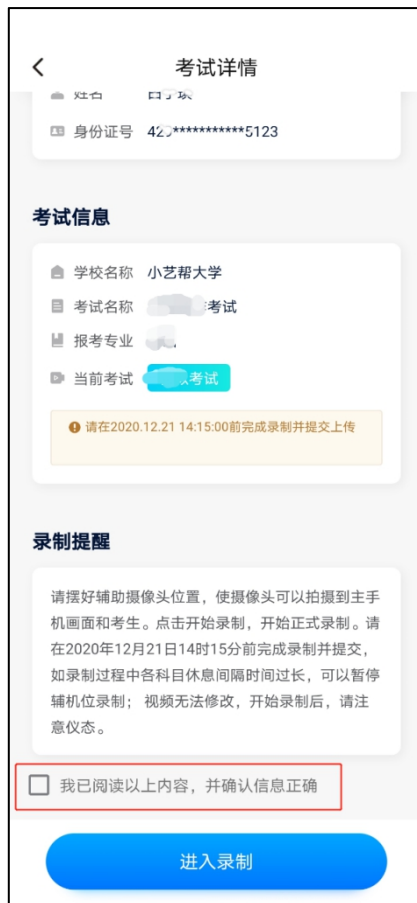 考试详情
姓名
身份证号 42***********5123
考试信息
学校名称 小艺帮大学
考试名称 考试
报考专业
当前考试 考试
请在2020.12.21 14:15:00前完成录制并提交上传
录制提醒
请摆好辅助摄像头位置，使摄像头可以拍摄到主手
机画面和考生。点击开始录制，开始正式录制。请
在2020年12月21日14时15分前完成录制并提交，
如录制过程中各科目休息间隔时间过长，可以暂停
辅机位录制； 视频无法修改，开始录制后，请注
意仪态。
我已阅读以上内容，并确认信息正确
进入录制